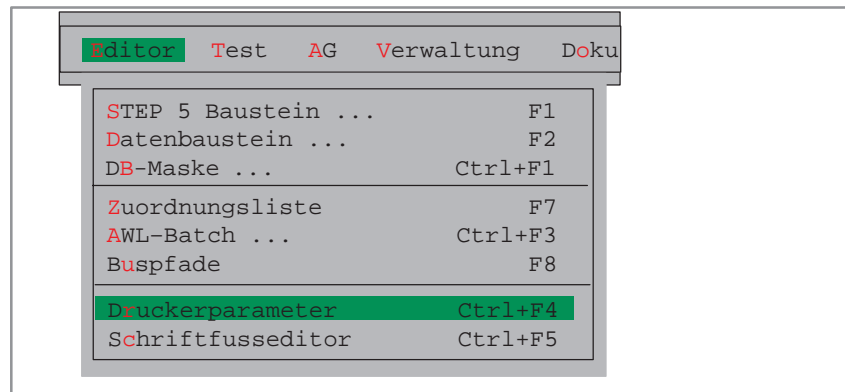 Editor Test AG Verwaltung Doku
STEP 5 Baustein ... F1
Datenbaustein ... F2
DB-Maske ... Ctrl+F1
Zuordnungsliste F7
AWL-Batch ... Ctrl+F3
Buspfade F8
Druckerparameter Ctrl+F4
Schriftfusseditor Ctrl+F5